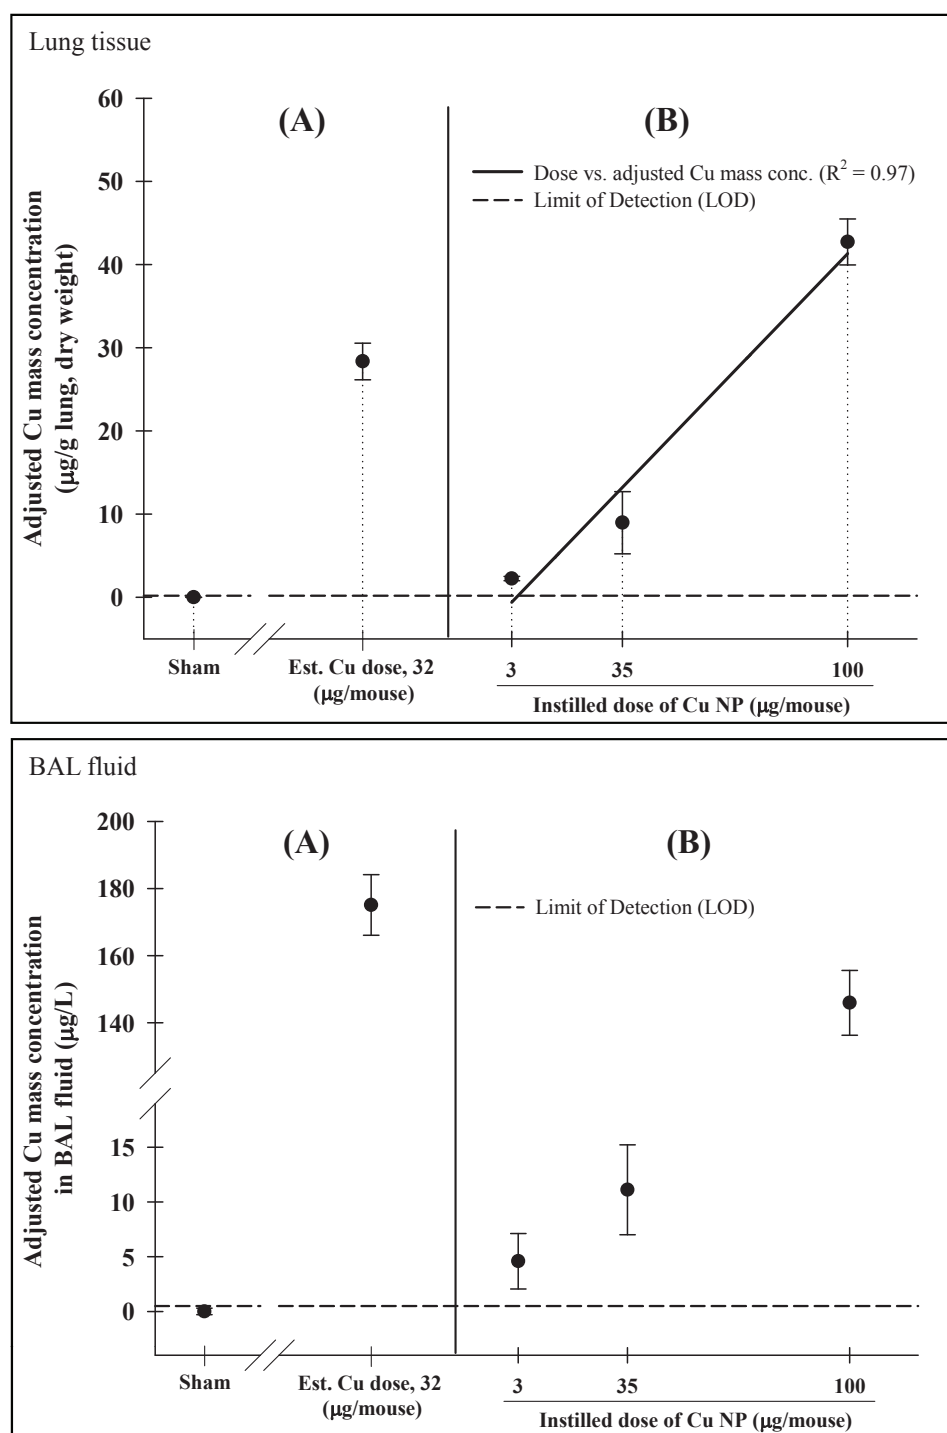 Lung tissue
(A)
(B)
Dose vs. adjusted Cu mass conc. (R² = 0.97)
Limit of Detection (LOD)
Adjusted Cu mass concentration
(µg/g lung, dry weight)
60
50
40
30
20
10
0
Sham
Est. Cu dose, 32
(µg/mouse)
3
35
100
Instilled dose of Cu NP (µg/mouse)
BAL fluid
(A)
(B)
Limit of Detection (LOD)
Adjusted Cu mass concentration
in BAL fluid (µg/L)
200
180
160
140
15
10
5
0
Sham
Est. Cu dose, 32
(µg/mouse)
3
35
100
Instilled dose of Cu NP (µg/mouse)